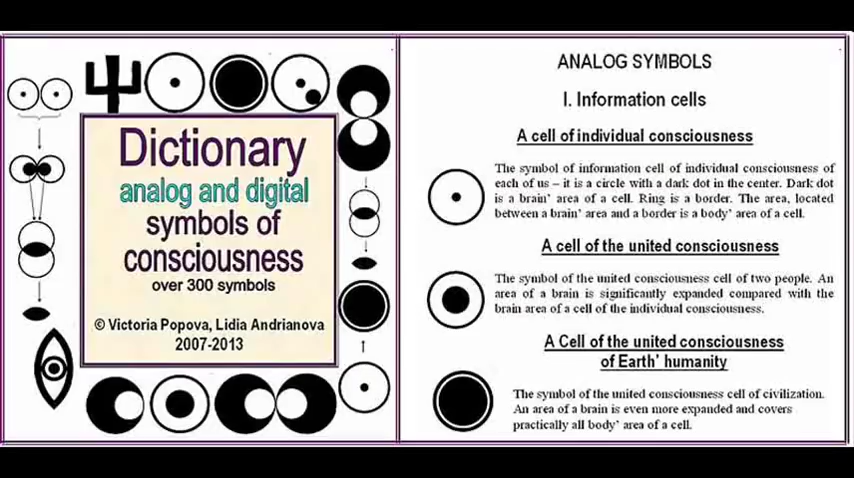 Dictionary
analog and digital
symbols of
consciousness
over 300 symbols
© Victoria Popova, Lidia Andrianova
2007-2013
ANALOG SYMBOLS
I. Information cells
A cell of individual consciousness
The symbol of information cell of individual consciousness of
each of us – it is a circle with a dark dot in the center. Dark dot
is a brain' area of a cell. Ring is a border. The area, located
between a brain' area and a border is a body' area of a cell.
A cell of the united consciousness
The symbol of the united consciousness cell of two people. An
area of a brain is significantly expanded compared with the
brain area of a cell of the individual consciousness.
A Cell of the united consciousness
of Earth' humanity
The symbol of the united consciousness cell of civilization.
An area of a brain is even more expanded and covers
practically all body' area of a cell.